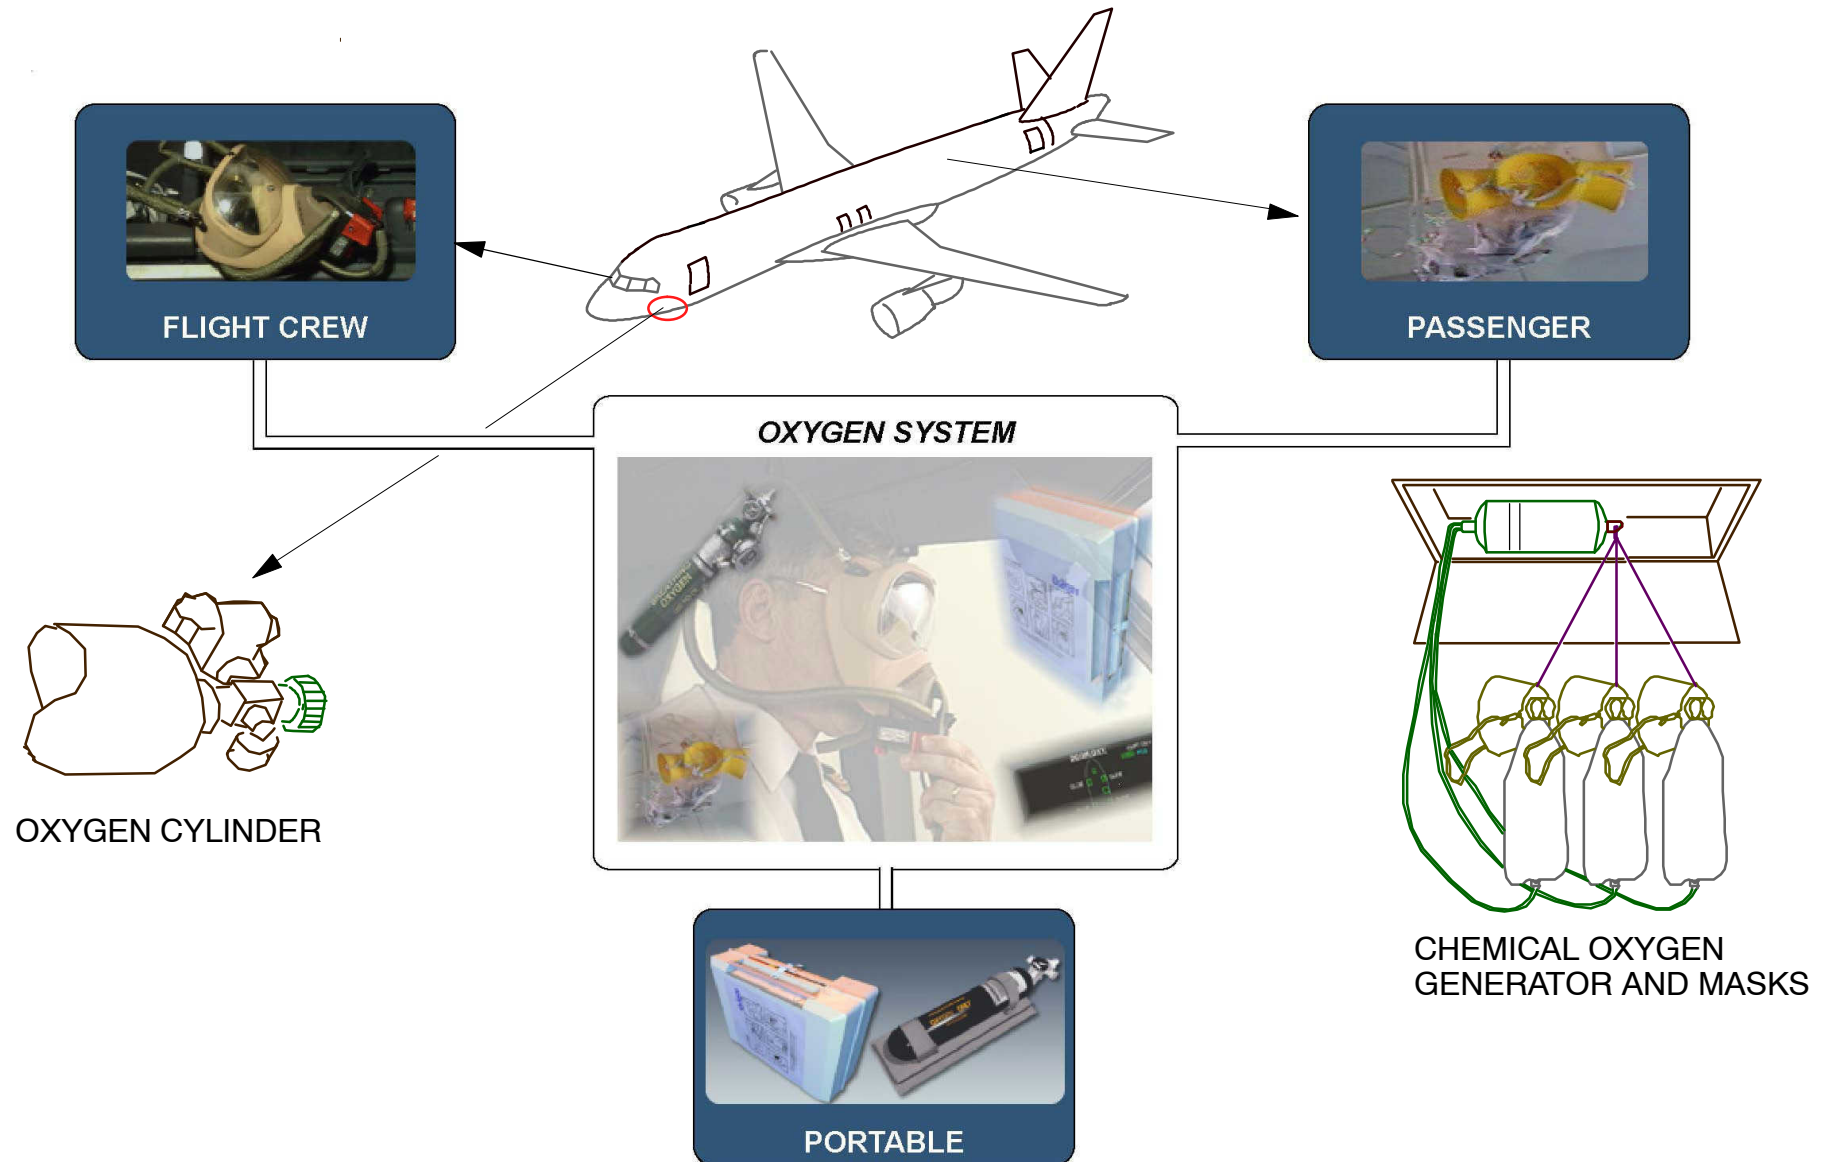 FLIGHT CREW
PASSENGER
OXYGEN SYSTEM
OXYGEN CYLINDER
CHEMICAL OXYGEN
GENERATOR AND MASKS
PORTABLE